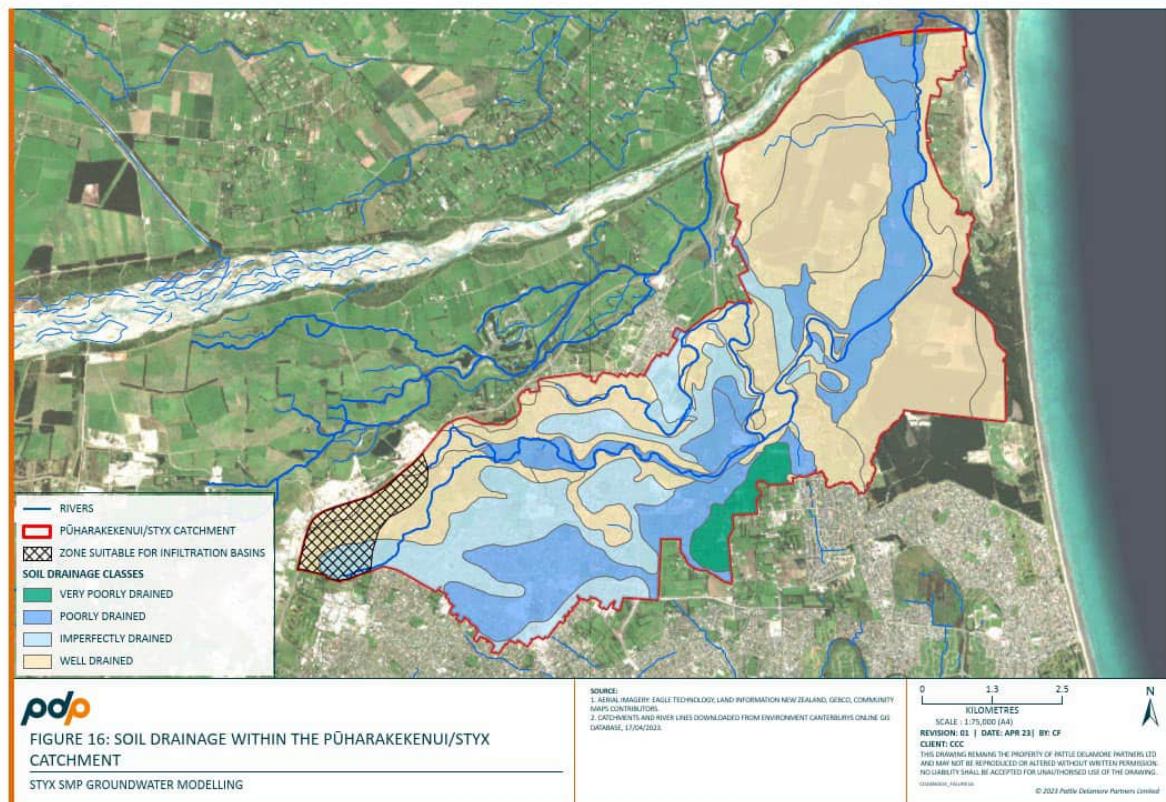 RIVERS
PŪHARAKEKENUI/STYX CATCHMENT
ZONE SUITABLE FOR INFILTRATION BASINS
SOIL DRAINAGE CLASSES
VERY POORLY DRAINED
POORLY DRAINED
IMPERFECTLY DRAINED
WELL DRAINED
pdp
FIGURE 16: SOIL DRAINAGE WITHIN THE PŪHARAKEKENUI/STYX
CATCHMENT
STYX SMP GROUNDWATER MODELLING
SOURCE:
1. AERIAL IMAGERY: EAGLE TECHNOLOGY, LAND INFORMATION NEW ZEALAND, GEBCO, COMMUNITY
MAPS CONTRIBUTORS.
2. CATCHMENTS AND RIVER LINES DOWNLOADED FROM ENVIRONMENT CANTERBURYS ONLINE GIS
DATABASE, 17/04/2023.
0 1.3 2.5
KILOMETRES
N
SCALE : 1:75,000 (A4)
REVISION: 01 | DATE: APR 23| BY: CF
CLIENT: CCC
THIS DRAWING REMAINS THE PROPERTY OF PATTLE DELAMORE PARTNERS LTD
AND MAY NOT BE REPRODUCED OR ALTERED WITHOUT WRITTEN PERMISSION.
NO LIABILITY SHALL BE ACCEPTED FOR UNAUTHORISED USE OF THE DRAWING.
© 2023 Pattle Delamore Partners Limited